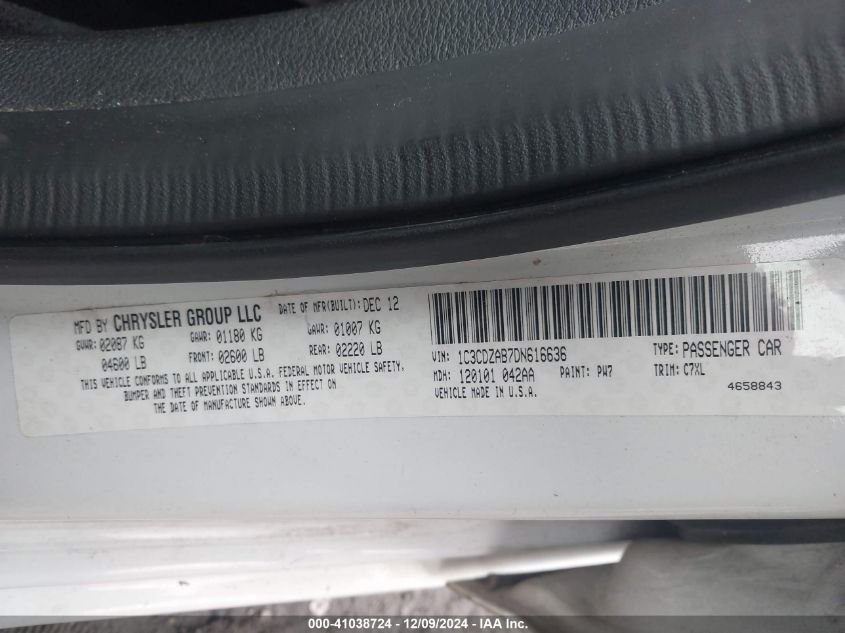 MFD BY CHRYSLER GROUP LLC DATE OF MFR(BUILT): DEC 12
GVWR: 02087 KG GAWR: 01180 KG GAWR: 01007 KG
04600 LB FRONT: 02600 LB REAR: 02220 LB
THIS VEHICLE CONFORMS TO ALL APPLICABLE U.S.A. FEDERAL MOTOR VEHICLE SAFETY,
BUMPER AND THEFT PREVENTION STANDARDS IN EFFECT ON
THE DATE OF MANUFACTURE SHOWN ABOVE.
VIN: 1C3CDZAB7DN616636 TYPE: PASSENGER CAR
MDH: 120101 042AA PAINT: PW7 TRIM: C7XL
VEHICLE MADE IN U.S.A. 4658843
000-41038724 - 12/09/2024 - IAA Inc.